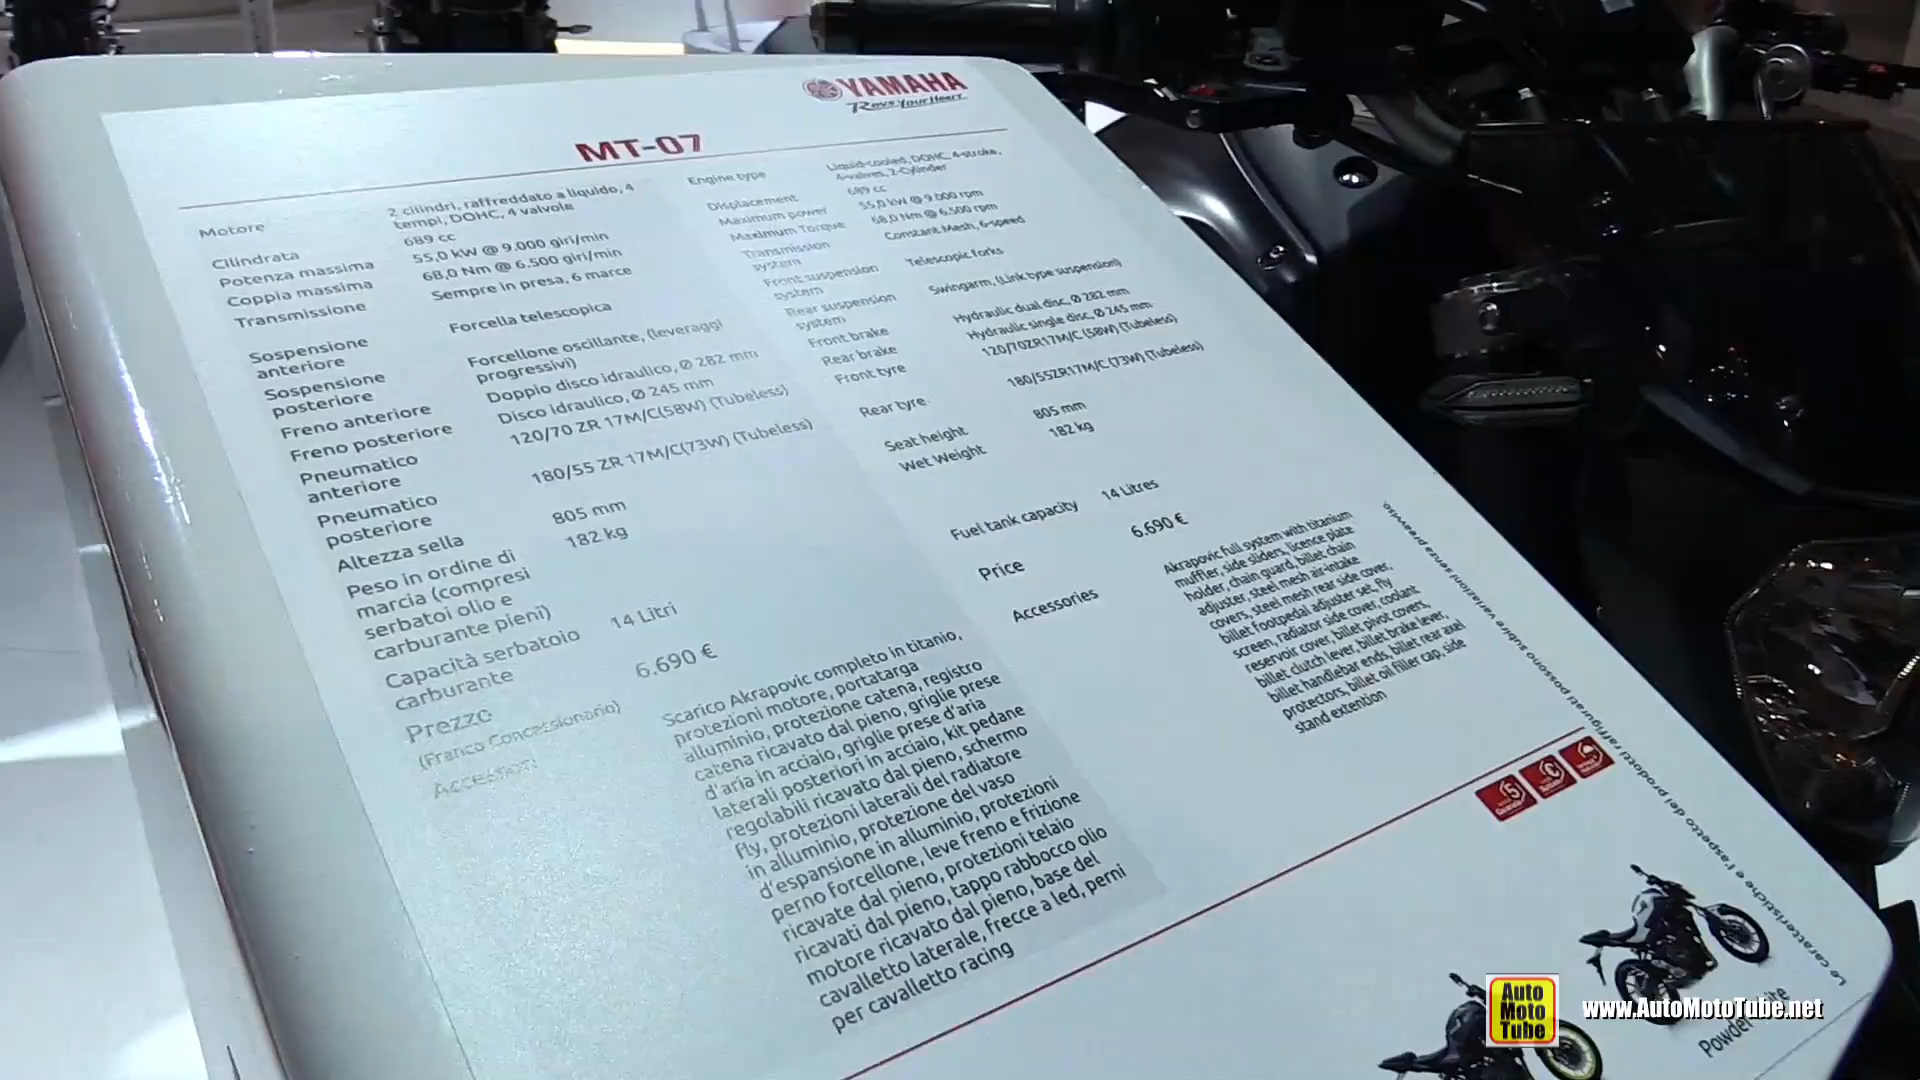 YAMAHA
Revs Your Heart
MT-07
Motore
2 cilindri, raffreddato a liquido, 4
tempi, DOHC, 4 valvole
Cilindrata 689 cc
Potenza massima 55,0 kW @ 9.000 giri/min
Coppia massima 68,0 Nm @ 6.500 giri/min
Transmissione Sempre in presa, 6 marce
Sospensione
anteriore
Forcella telescopica
Sospensione
posteriore
Forcellone oscillante, (leveraggi
progressivi)
Freno anteriore Doppio disco idraulico, Ø 282 mm
Freno posteriore Disco idraulico, Ø 245 mm
Pneumatico
anteriore
120/70 ZR 17M/C(58W) (Tubeless)
Pneumatico
posteriore
180/55 ZR 17M/C(73W) (Tubeless)
Altezza sella 805 mm
Peso in ordine di
marcia (compresi
serbatoi olio e
carburante pieni)
182 kg
Capacità serbatoio
carburante
14 Litri
Prezzo
(Franco Concessionario)
6.690 €
Accessori
Scarico Akrapovic completo in titanio,
protezioni motore, portatarga
alluminio, protezione catena, registro
catena ricavato dal pieno, griglie prese
d'aria in acciaio, griglie prese d'aria
laterali posteriori in acciaio, kit pedane
regolabili ricavato dal pieno, schermo
fly, protezioni laterali del radiatore
in alluminio, protezione del vaso
d'espansione in alluminio, protezioni
perno forcellone, leve freno e frizione
ricavate dal pieno, protezioni telaio
ricavati dal pieno, tappo rabbocco olio
motore ricavato dal pieno, base del
cavalletto laterale, frecce a led, perni
per cavalletto racing
Engine type
Liquid-cooled, DOHC, 4-stroke,
4-valves, 2-Cylinder
Displacement 689 cc
Maximum power 55,0 kW @ 9.000 rpm
Maximum Torque 68,0 Nm @ 6.500 rpm
Transmission
system
Constant Mesh, 6-speed
Front suspension
system
Telescopic forks
Rear suspension
system
Swingarm, (Link type suspension)
Front brake Hydraulic dual disc, Ø 282 mm
Rear brake Hydraulic single disc, Ø 245 mm
Front tyre 120/70ZR17M/C (58W) (Tubeless)
Rear tyre 180/55ZR17M/C (73W) (Tubeless)
Seat height 805 mm
Wet Weight 182 kg
Fuel tank capacity 14 Litres
Price 6.690 €
Accessories
Akrapovic full system with titanium
muffler, side sliders, licence plate
holder, chain guard, billet chain
adjuster, steel mesh air-intake
covers, steel mesh rear side cover,
billet footpedal adjuster set, fly
screen, radiator side cover, coolant
reservoir cover, billet pivot covers,
billet clutch lever, billet brake lever,
billet handlebar ends, billet rear axel
protectors, billet oil filler cap, side
stand extention
Le caratteristiche e l'aspetto dei prodotti raffigurati possono subire variazioni senza preavviso.
5
Auto
Moto
Tube
www.AutoMotoTube.net